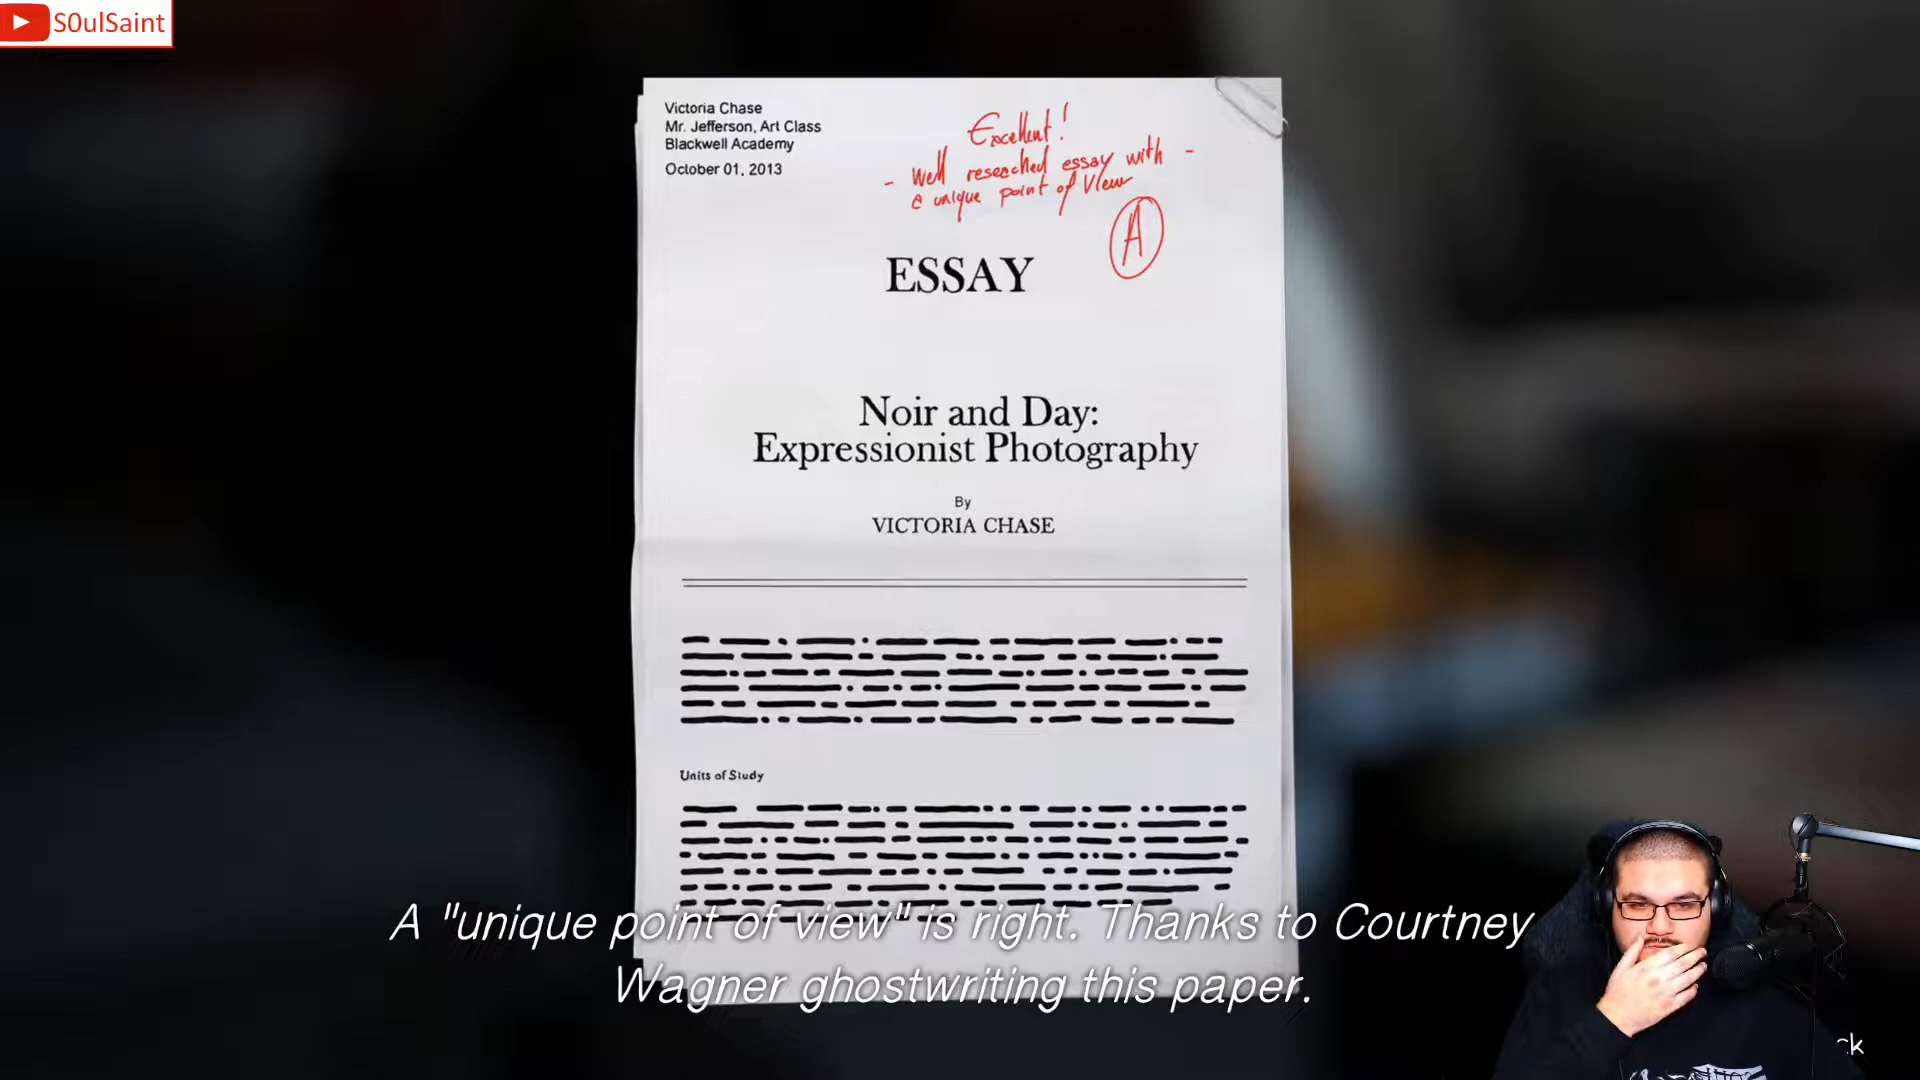 S0ulSaint
Victoria Chase
Mr. Jefferson, Art Class
Blackwell Academy
October 01, 2013
Excellent!
- Well reseached essay with -
a unique point of View
A
ESSAY
Noir and Day:
Expressionist Photography
By
VICTORIA CHASE
Units of Study
A "unique point of view" is right. Thanks to Courtney
Wagner ghostwriting this paper.